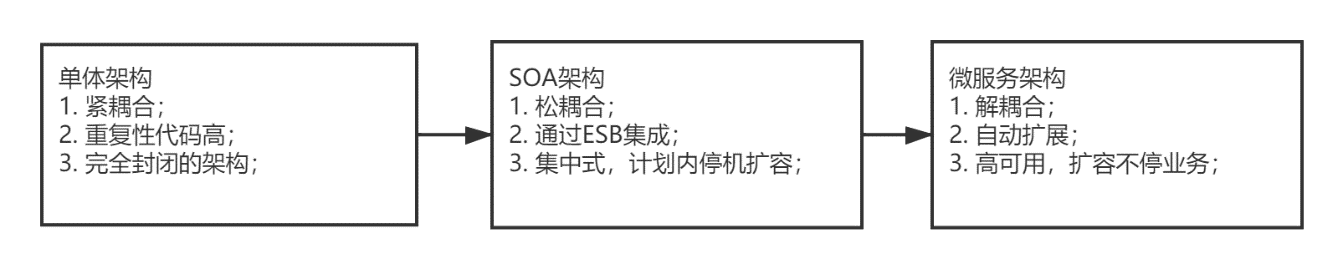 单体架构
1. 紧耦合；
2. 重复性代码高；
3. 完全封闭的架构；
SOA架构
1. 松耦合；
2. 通过ESB集成；
3. 集中式，计划内停机扩容；
微服务架构
1. 解耦合；
2. 自动扩展；
3. 高可用，扩容不停业务；